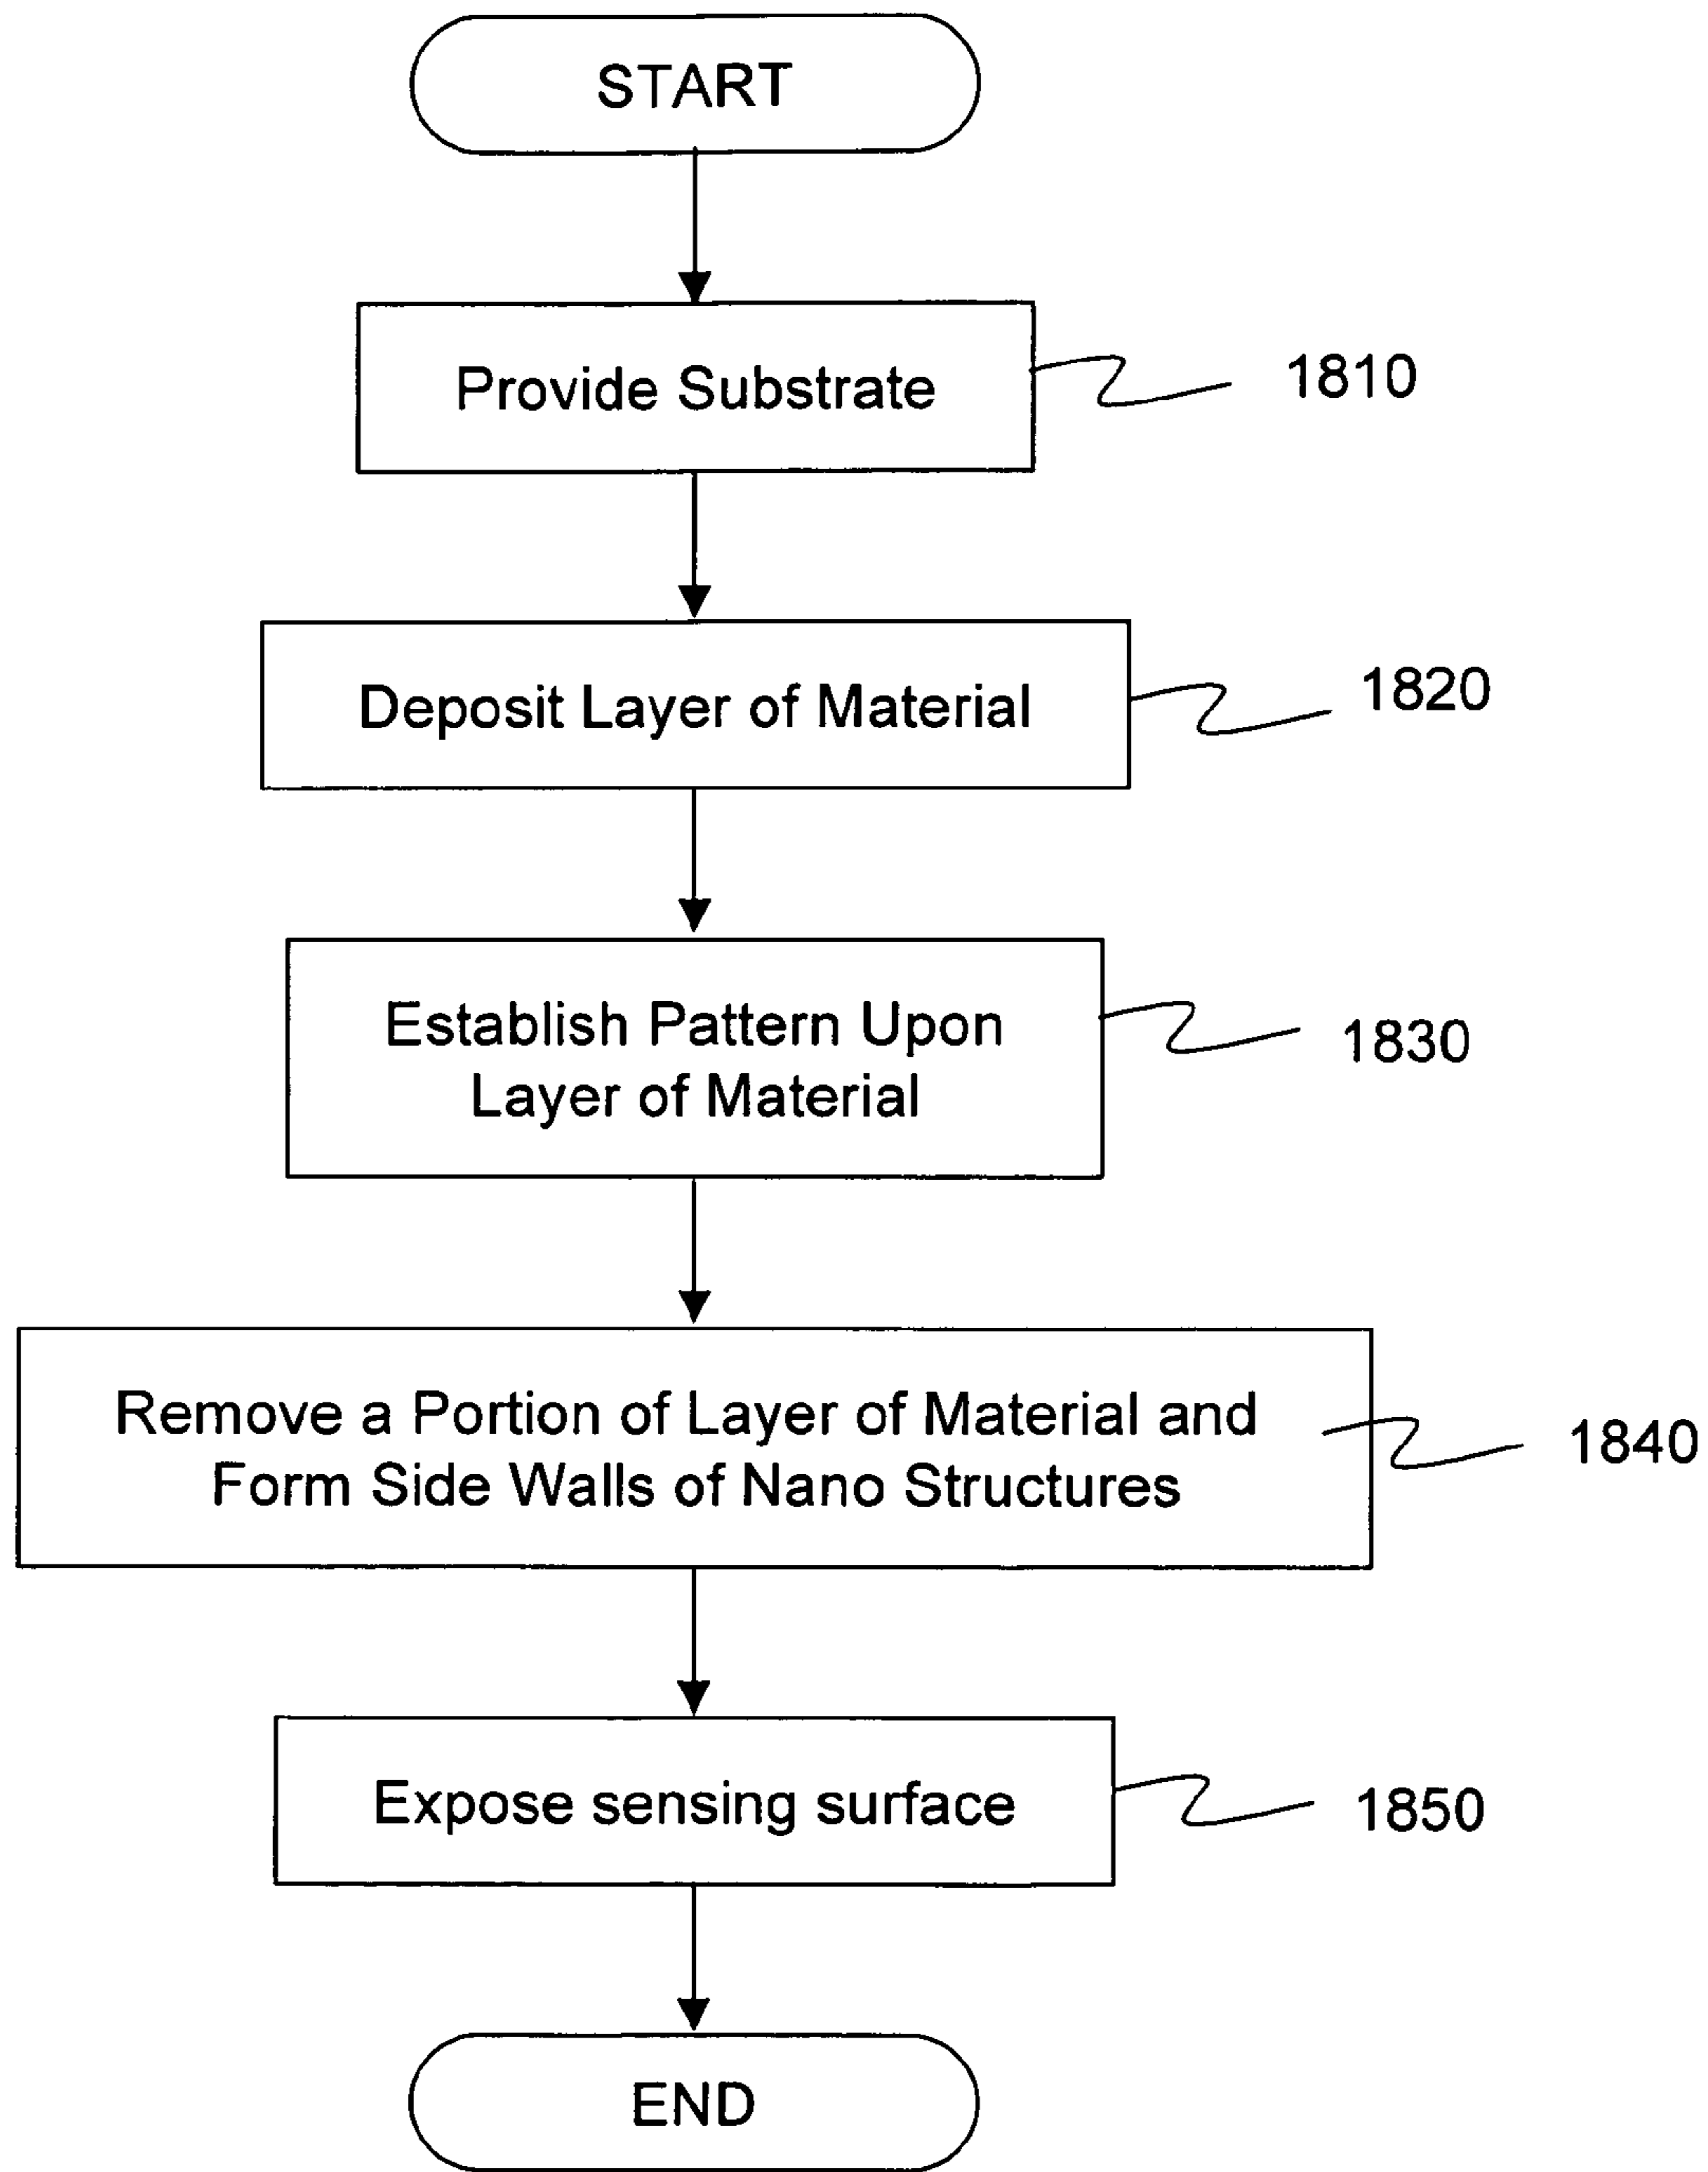 START
Provide Substrate
1810
Deposit Layer of Material
1820
Establish Pattern Upon
Layer of Material
1830
Remove a Portion of Layer of Material and
Form Side Walls of Nano Structures
1840
Expose sensing surface
1850
END